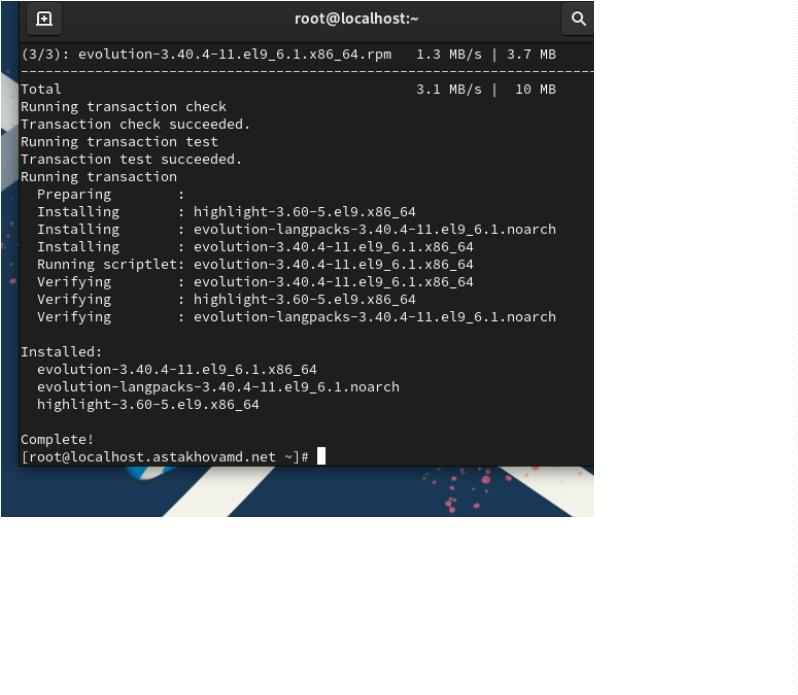 root@localhost:~
(3/3): evolution-3.40.4-11.el9_6.1.x86_64.rpm   1.3 MB/s | 3.7 MB
--------------------------------------------------------------------------------
Total                                           3.1 MB/s |  10 MB
Running transaction check
Transaction check succeeded.
Running transaction test
Transaction test succeeded.
Running transaction
  Preparing        :
  Installing       : highlight-3.60-5.el9.x86_64
  Installing       : evolution-langpacks-3.40.4-11.el9_6.1.noarch
  Installing       : evolution-3.40.4-11.el9_6.1.x86_64
  Running scriptlet: evolution-3.40.4-11.el9_6.1.x86_64
  Verifying        : evolution-3.40.4-11.el9_6.1.x86_64
  Verifying        : highlight-3.60-5.el9.x86_64
  Verifying        : evolution-langpacks-3.40.4-11.el9_6.1.noarch

Installed:
  evolution-3.40.4-11.el9_6.1.x86_64
  evolution-langpacks-3.40.4-11.el9_6.1.noarch
  highlight-3.60-5.el9.x86_64

Complete!
[root@localhost.astakhovamd.net ~]#